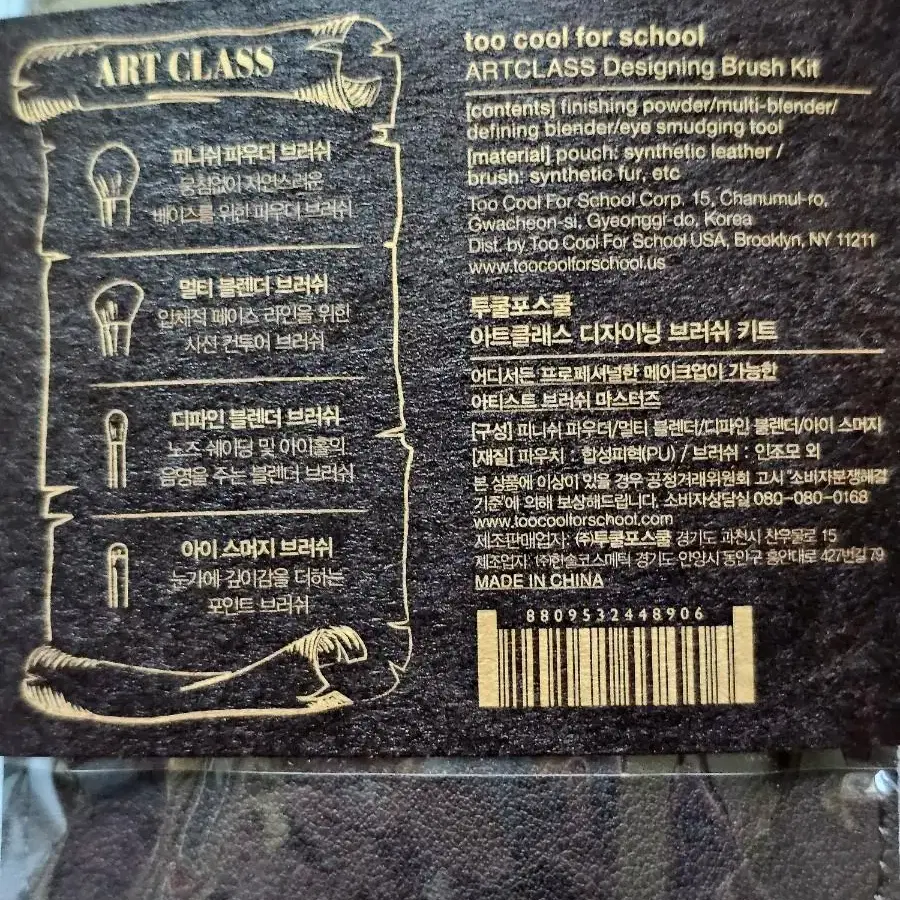 ART CLASS
피니쉬 파우더 브러쉬
뭉침없이 자연스러운
베이스를 위한 파우더 브러쉬
멀티 블렌더 브러쉬
입체적 페이스 라인을 위한
사선 컨투어 브러쉬
디파인 블렌더 브러쉬
노즈 쉐이딩 및 아이홀의
음영을 주는 블렌더 브러쉬
아이 스머지 브러쉬
눈가에 깊이감을 더하는
포인트 브러쉬
too cool for school
ARTCLASS Designing Brush Kit
[contents] finishing powder/multi-blender/
defining blender/eye smudging tool
[material] pouch: synthetic leather /
brush: synthetic fur, etc
Too Cool For School Corp. 15, Chanumul-ro,
Gwacheon-si, Gyeonggi-do, Korea
Dist. by Too Cool For School USA, Brooklyn, NY 11211
www.toocoolforschool.us
투쿨포스쿨
아트클래스 디자이닝 브러쉬 키트
어디서든 프로페셔널한 메이크업이 가능한
아티스트 브러쉬 마스터즈
[구성] 피니쉬 파우더/멀티 블렌더/디파인 블렌더/아이 스머지
[재질] 파우치 : 합성피혁(PU) / 브러쉬 : 인조모 외
본 상품에 이상이 있을 경우 공정거래위원회 고시 "소비자분쟁해결
기준"에 의해 보상해드립니다. 소비자상담실 080-080-0168
www.toocoolforschool.com
제조판매업자: ㈜투쿨포스쿨 경기도 과천시 찬우물로 15
제조업자: ㈜한솔코스메틱 경기도 안양시 동안구 흥안대로 427번길 79
MADE IN CHINA
8809532448906